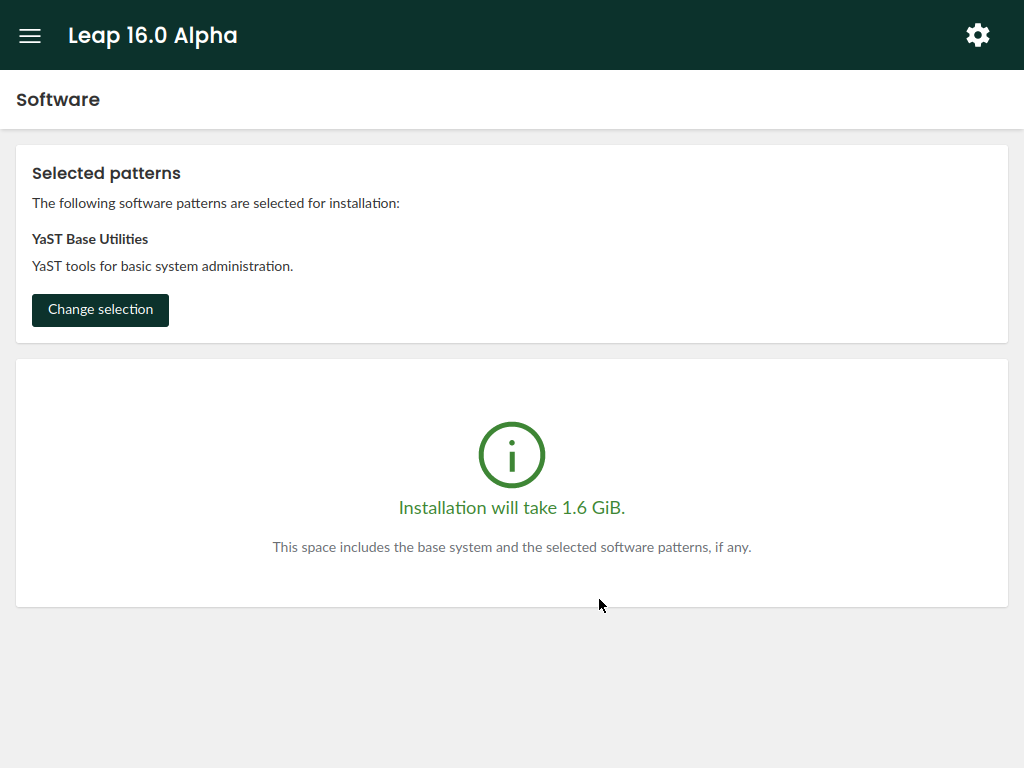 Leap 16.0 Alpha
Software
Selected patterns
The following software patterns are selected for installation:
YaST Base Utilities
YaST tools for basic system administration.
Change selection
Installation will take 1.6 GiB.
This space includes the base system and the selected software patterns, if any.